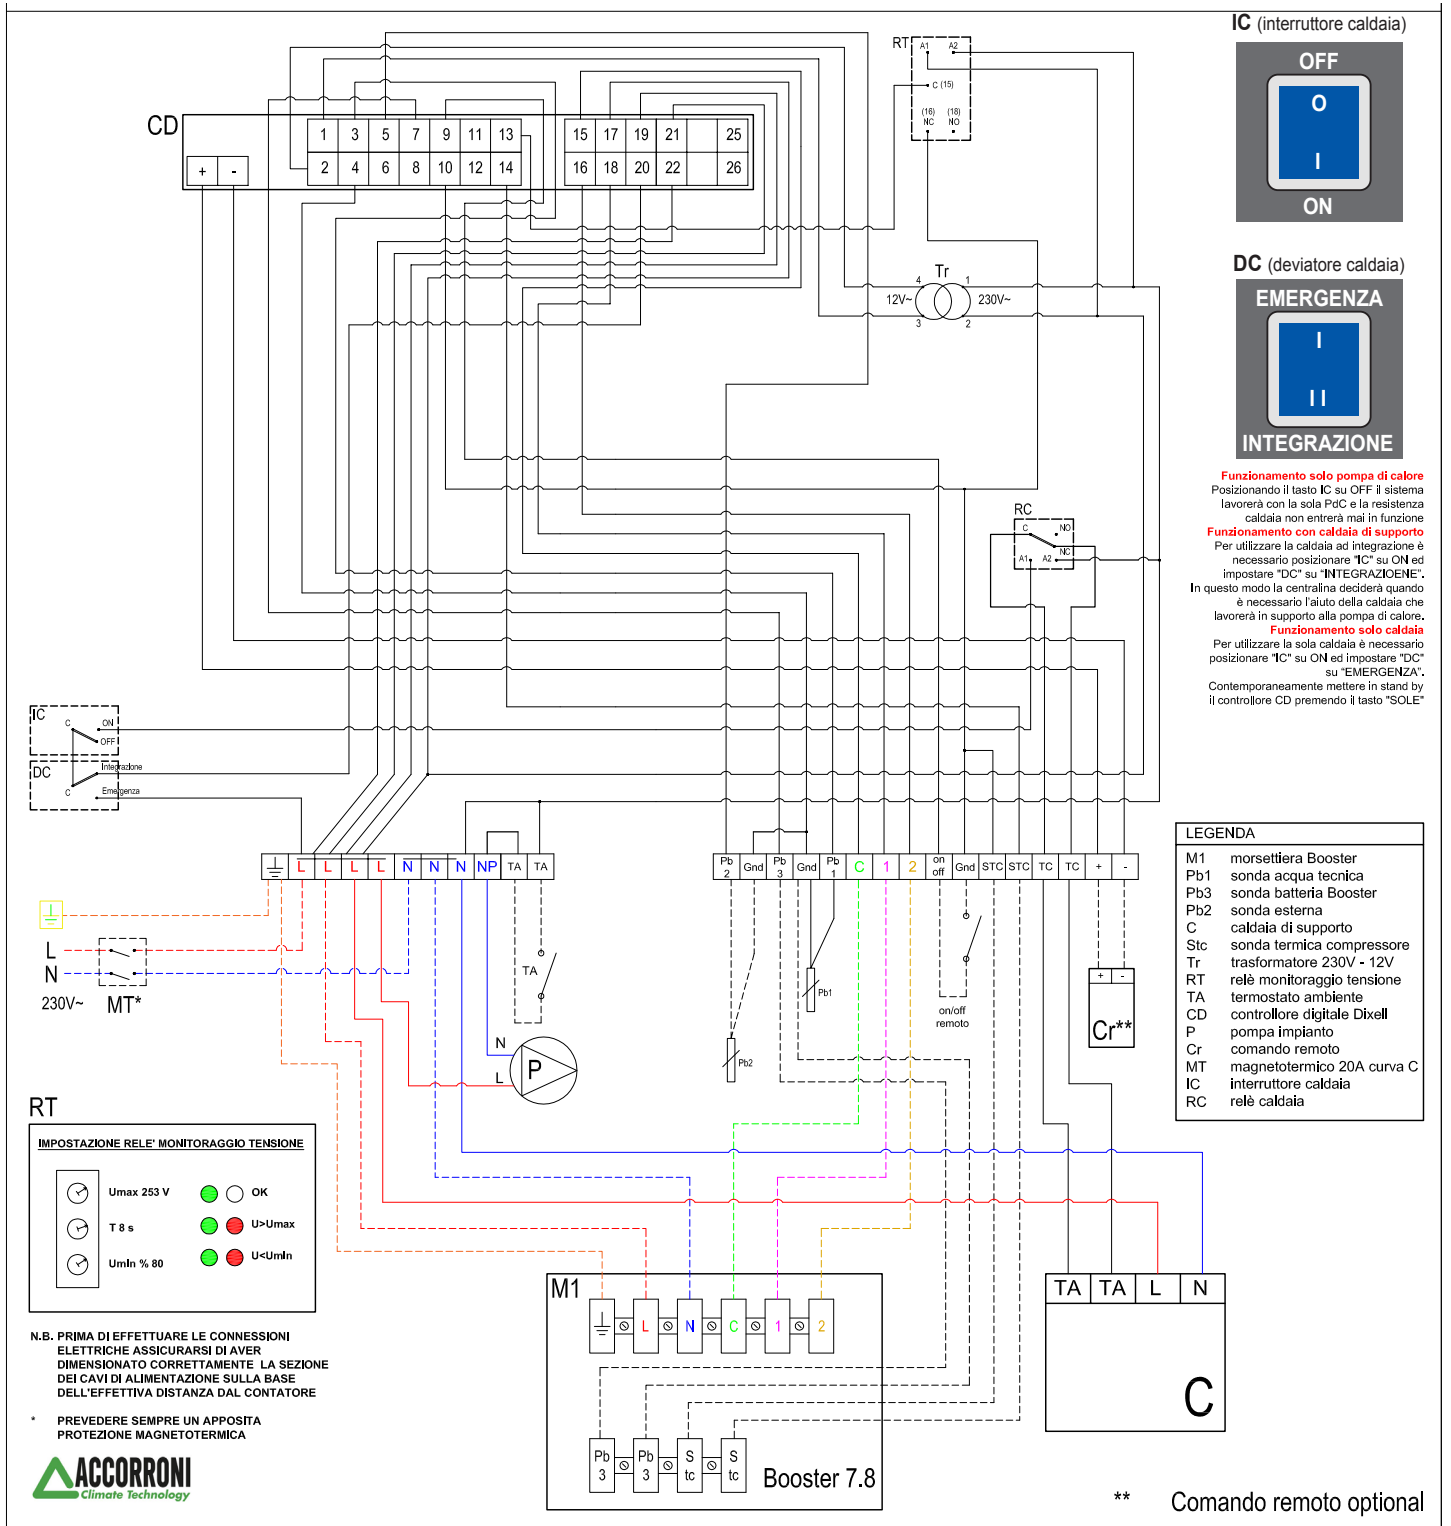 IC (interruttore caldaia)
OFF
O
I
ON
DC (deviatore caldaia)
EMERGENZA
I
I I
INTEGRAZIONE
Funzionamento solo pompa di calore
Posizionando il tasto IC su OFF il sistema
lavorerà con la sola PdC e la resistenza
caldaia non entrerà mai in funzione
Funzionamento con caldaia di supporto
Per utilizzare la caldaia ad integrazione è
necessario posizionare "IC" su ON ed
impostare "DC" su "INTEGRAZIOENE".
In questo modo la centralina deciderà quando
è necessario l'aiuto della caldaia che
lavorerà in supporto alla pompa di calore.
Funzionamento solo caldaia
Per utilizzare la sola caldaia è necessario
posizionare "IC" su ON ed impostare "DC"
su "EMERGENZA".
Contemporaneamente mettere in stand by
il controllore CD premendo il tasto "SOLE"
RT
A1 A2
C (15)
(16) (18)
NC NO
CD
+ -
1 3 5 7 9 11 13
2 4 6 8 10 12 14
15 17 19 21 25
16 18 20 22 26
Tr
4 1
12V~ 230V~
3 2
RC
C NO
NC
A1 A2
IC
C ON
OFF
DC
Integrazione
C
Emergenza
L L L L N N N NP TA TA
Pb 2 Gnd Pb 3 Gnd Pb 1 C 1 2 on off Gnd STC STC TC TC + -
L
N
230V~ MT*
TA
N
L
P
Pb2
Pb1
on/off
remoto
+ -
Cr**
LEGENDA
M1 morsettiera Booster
Pb1 sonda acqua tecnica
Pb3 sonda batteria Booster
Pb2 sonda esterna
C caldaia di supporto
Stc sonda termica compressore
Tr trasformatore 230V - 12V
RT relè monitoraggio tensione
TA termostato ambiente
CD controllore digitale Dixell
P pompa impianto
Cr comando remoto
MT magnetotermico 20A curva C
IC interruttore caldaia
RC relè caldaia
RT
IMPOSTAZIONE RELE' MONITORAGGIO TENSIONE
Umax 253 V OK
T 8 s U>Umax
Umin % 80 U<Umin
N.B. PRIMA DI EFFETTUARE LE CONNESSIONI
ELETTRICHE ASSICURARSI DI AVER
DIMENSIONATO CORRETTAMENTE LA SEZIONE
DEI CAVI DI ALIMENTAZIONE SULLA BASE
DELL'EFFETTIVA DISTANZA DAL CONTATORE
* PREVEDERE SEMPRE UN APPOSITA
PROTEZIONE MAGNETOTERMICA
ACCORRONI
Climate Technology
M1
L N C 1 2
Pb 3 Pb 3 S tc S tc
Booster 7.8
TA TA L N
C
** Comando remoto optional